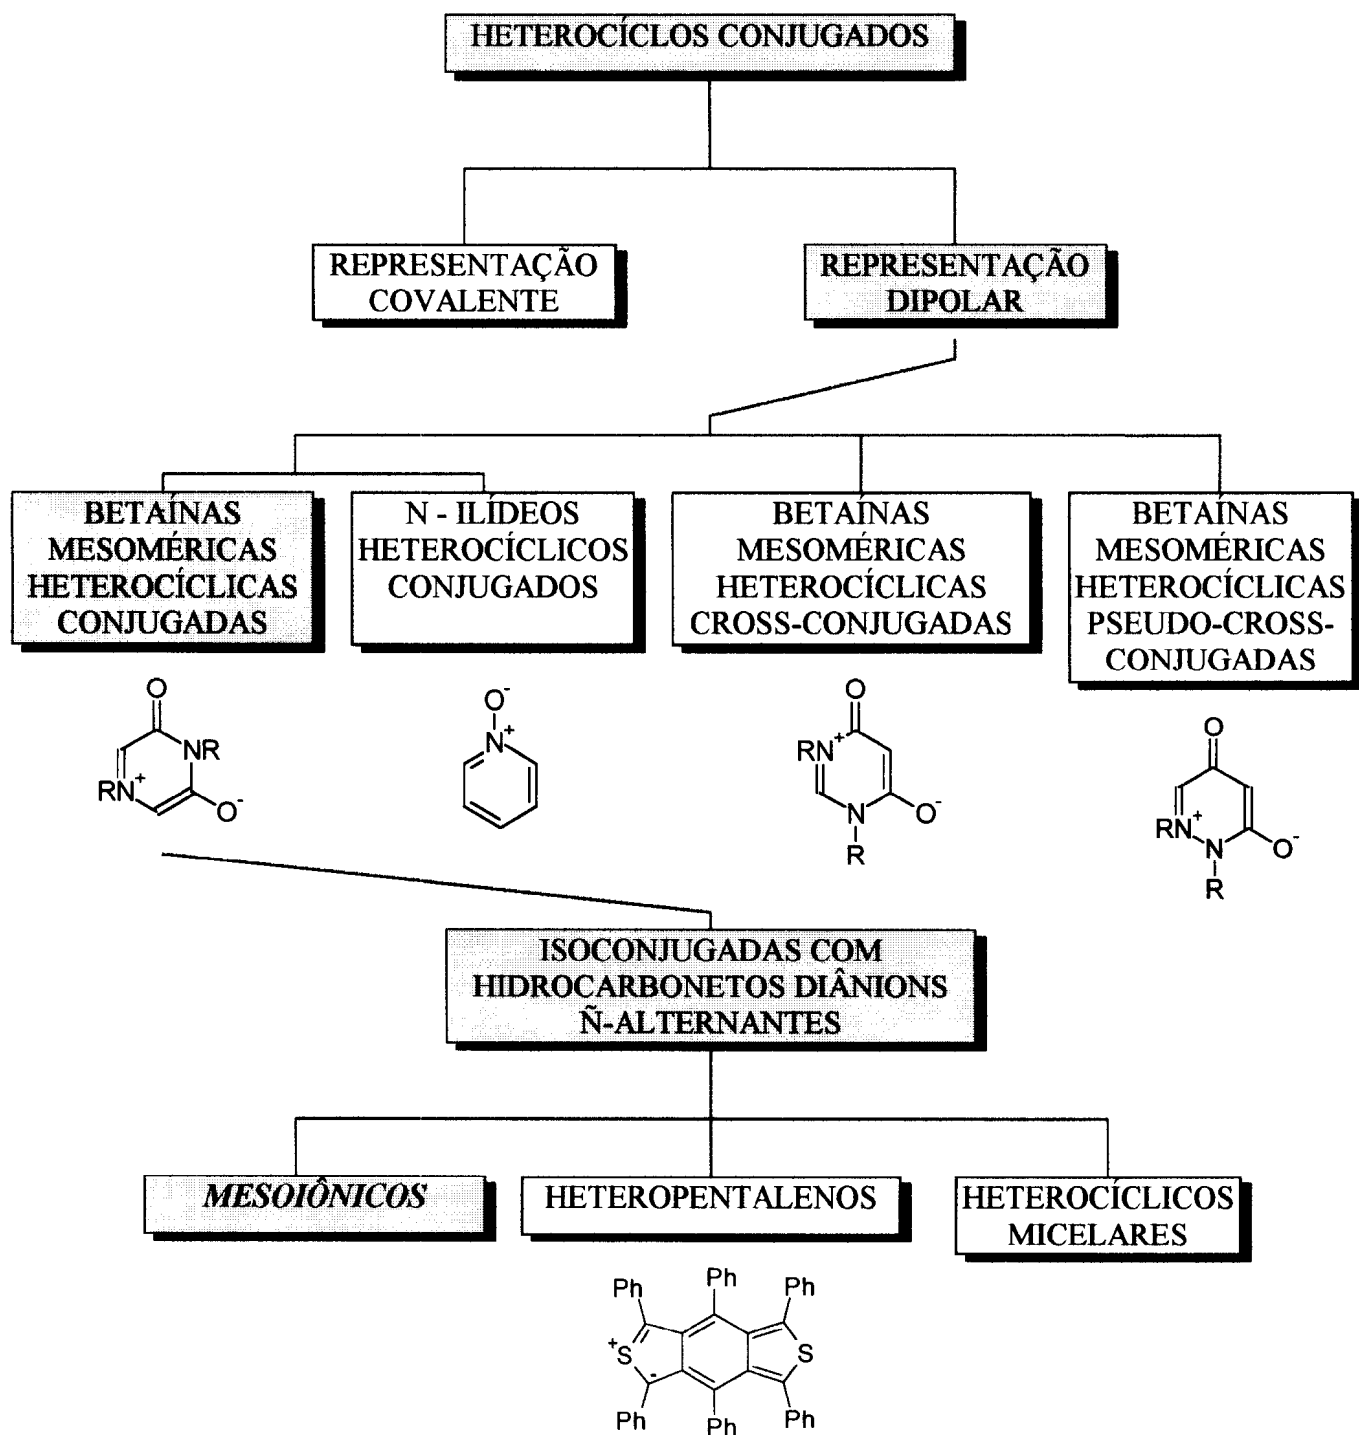 HETEROCÍCLOS CONJUGADOS
REPRESENTAÇÃO
COVALENTE
REPRESENTAÇÃO
DIPOLAR
BETAÍNAS
MESOMÉRICAS
HETEROCÍCLICAS
CONJUGADAS
N - ILÍDEOS
HETEROCÍCLICOS
CONJUGADOS
BETAÍNAS
MESOMÉRICAS
HETEROCÍCLICAS
CROSS-CONJUGADAS
BETAÍNAS
MESOMÉRICAS
HETEROCÍCLICAS
PSEUDO-CROSS-
CONJUGADAS
O
NR
RN+
O-
O-
N+
O
RN+
N
O-
R
O
RN+
N
O-
R
ISOCONJUGADAS COM
HIDROCARBONETOS DIÂNIONS
Ñ-ALTERNANTES
MESOIÔNICOS
HETEROPENTALENOS
HETEROCÍCLICOS
MICELARES
Ph Ph Ph
+S - S
Ph Ph Ph